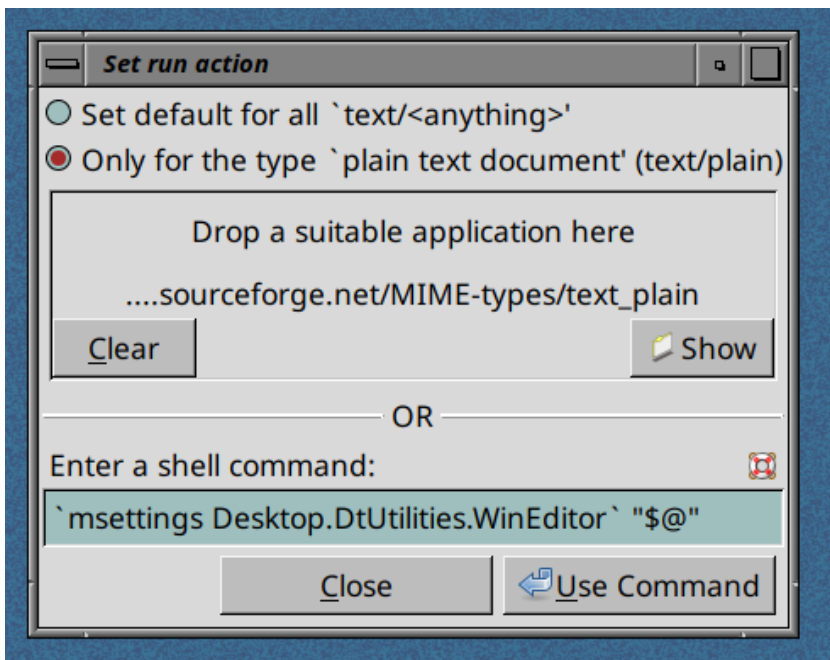 Set run action
Set default for all `text/<anything>'
Only for the type `plain text document' (text/plain)
Drop a suitable application here
....sourceforge.net/MIME-types/text_plain
Clear
Show
OR
Enter a shell command:
`msettings Desktop.DtUtilities.WinEditor` "$@"
Close
Use Command